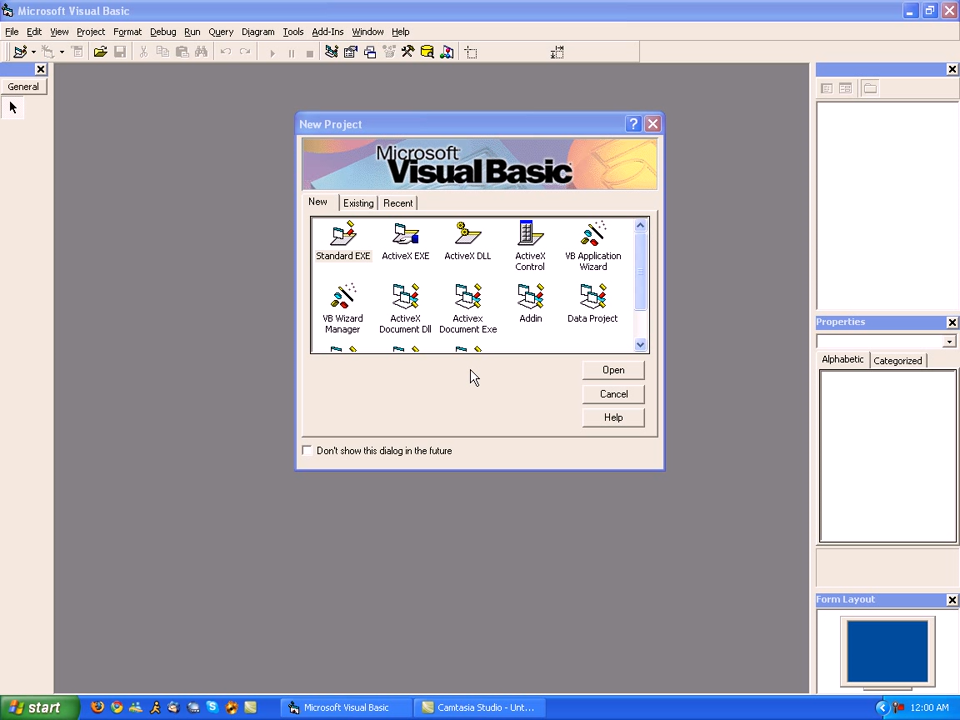 Microsoft Visual Basic
File Edit View Project Format Debug Run Query Diagram Tools Add-Ins Window Help
General
New Project
Microsoft
Visual Basic
New Existing Recent
Standard EXE
ActiveX EXE
ActiveX DLL
ActiveX
Control
VB Application
Wizard
VB Wizard
Manager
ActiveX
Document Dll
Activex
Document Exe
Addin
Data Project
Open
Cancel
Help
Don't show this dialog in the future
Properties
Alphabetic Categorized
Form Layout
start
Microsoft Visual Basic
Camtasia Studio - Unt...
12:00 AM